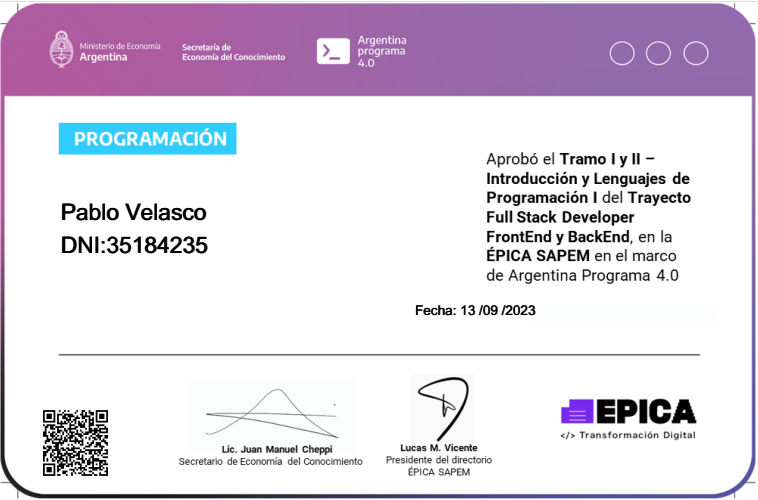 Ministerio de Economía
Argentina
Secretaría de
Economía del Conocimiento
Argentina
programa
4.0
PROGRAMACIÓN
Pablo Velasco
DNI:35184235
Aprobó el Tramo I y II –
Introducción y Lenguajes de
Programación I del Trayecto
Full Stack Developer
FrontEnd y BackEnd, en la
ÉPICA SAPEM en el marco
de Argentina Programa 4.0
Fecha: 13 /09 /2023
Lic. Juan Manuel Cheppi
Secretario de Economía del Conocimiento
Lucas M. Vicente
Presidente del directorio
ÉPICA SAPEM
EPICA
</> Transformación Digital